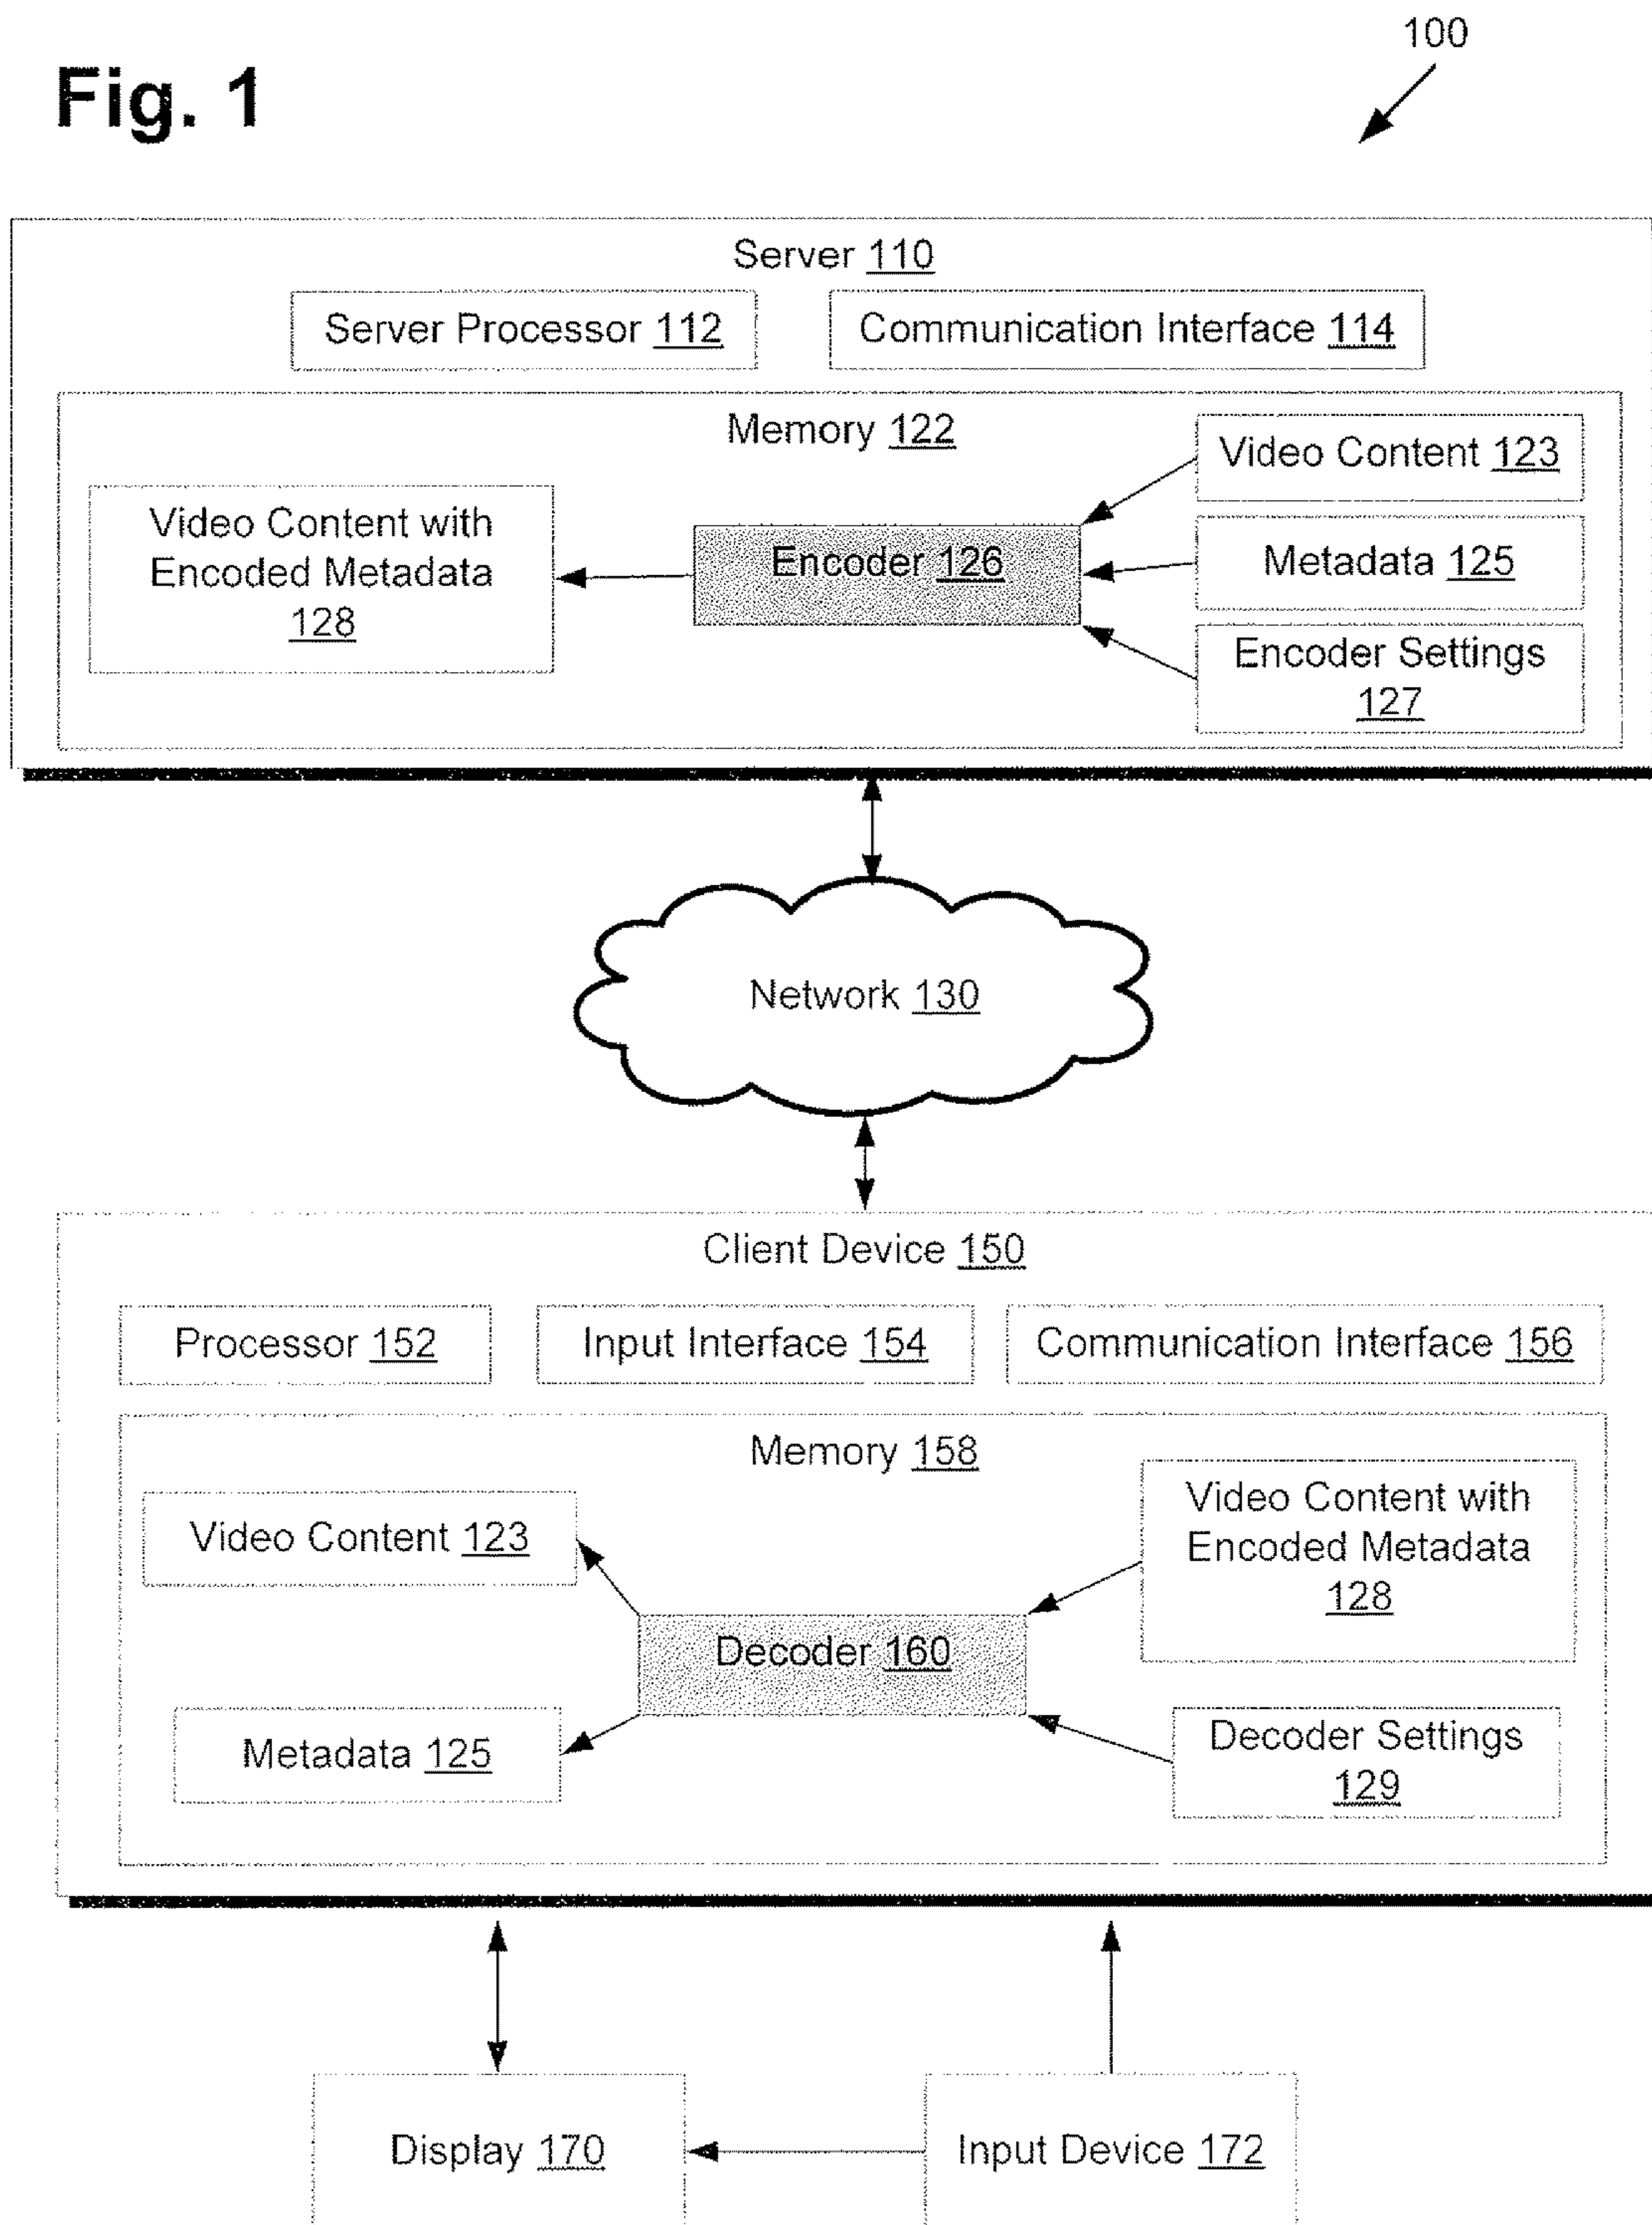 100
Fig. 1
Server 110
Server Processor 112
Communication Interface 114
Memory 122
Video Content with
Encoded Metadata
128
Encoder 126
Video Content 123
Metadata 125
Encoder Settings
127
Network 130
Client Device 150
Processor 152
Input Interface 154
Communication Interface 156
Memory 158
Video Content 123
Metadata 125
Decoder 160
Video Content with
Encoded Metadata
128
Decoder Settings
129
Display 170
Input Device 172